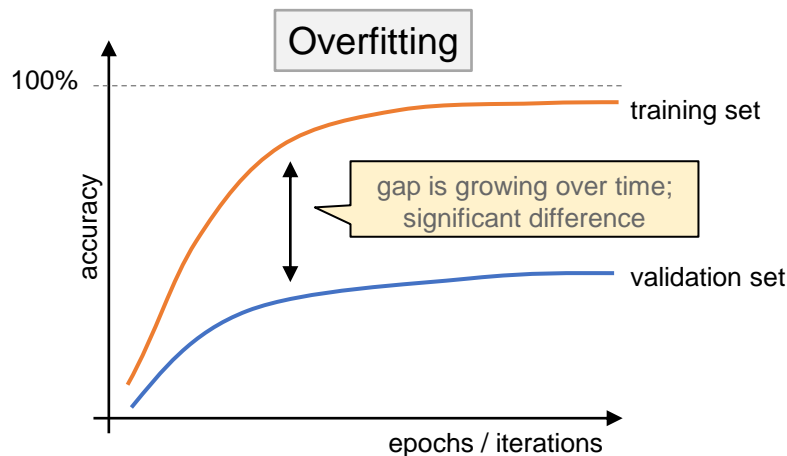 Overfitting
100%
training set
gap is growing over time;
significant difference
accuracy
validation set
epochs / iterations